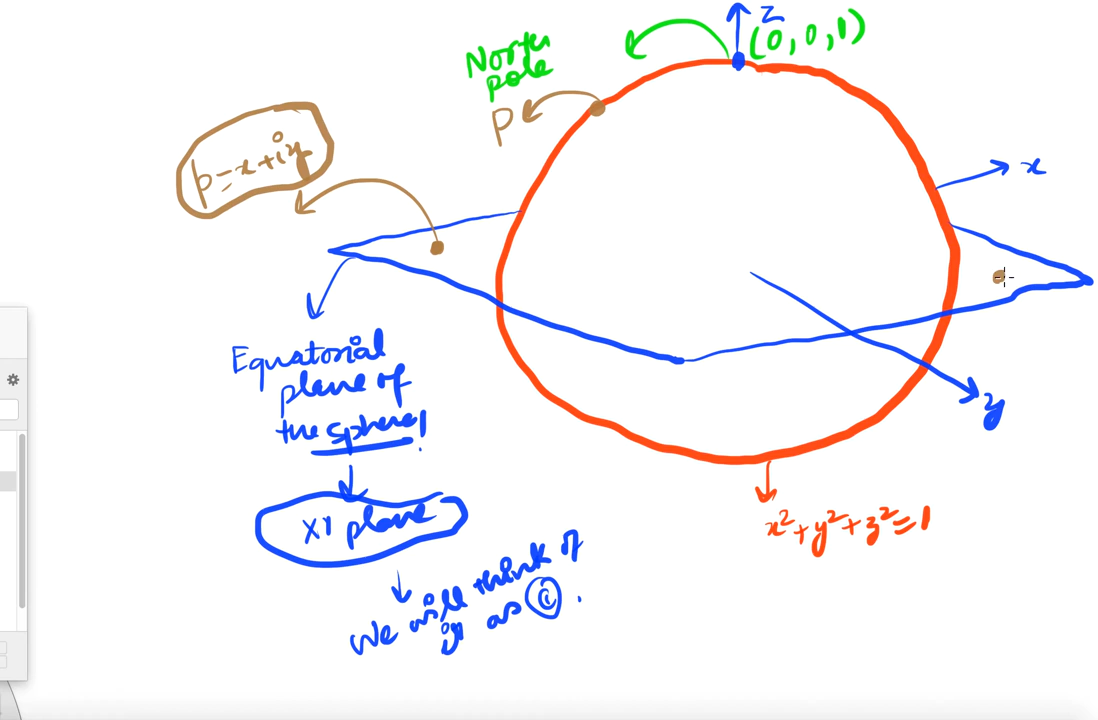 z
(0, 0, 1)
North
pole
P
p = x + iy
x
y
Equatorial
plane of
the sphere!
XY plane
We will think of
it as ℂ.
x² + y² + z² = 1